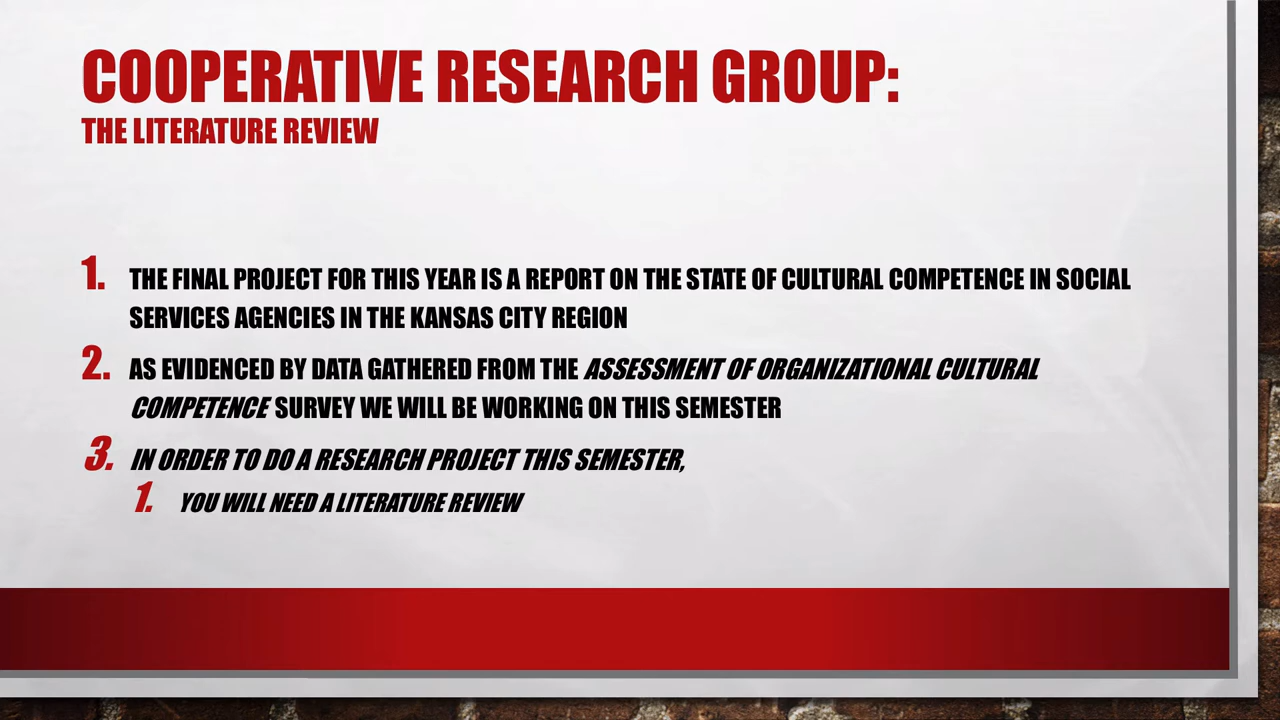 COOPERATIVE RESEARCH GROUP:
THE LITERATURE REVIEW
1. THE FINAL PROJECT FOR THIS YEAR IS A REPORT ON THE STATE OF CULTURAL COMPETENCE IN SOCIAL
SERVICES AGENCIES IN THE KANSAS CITY REGION
2. AS EVIDENCED BY DATA GATHERED FROM THE ASSESSMENT OF ORGANIZATIONAL CULTURAL
COMPETENCE SURVEY WE WILL BE WORKING ON THIS SEMESTER
3. IN ORDER TO DO A RESEARCH PROJECT THIS SEMESTER,
1. YOU WILL NEED A LITERATURE REVIEW